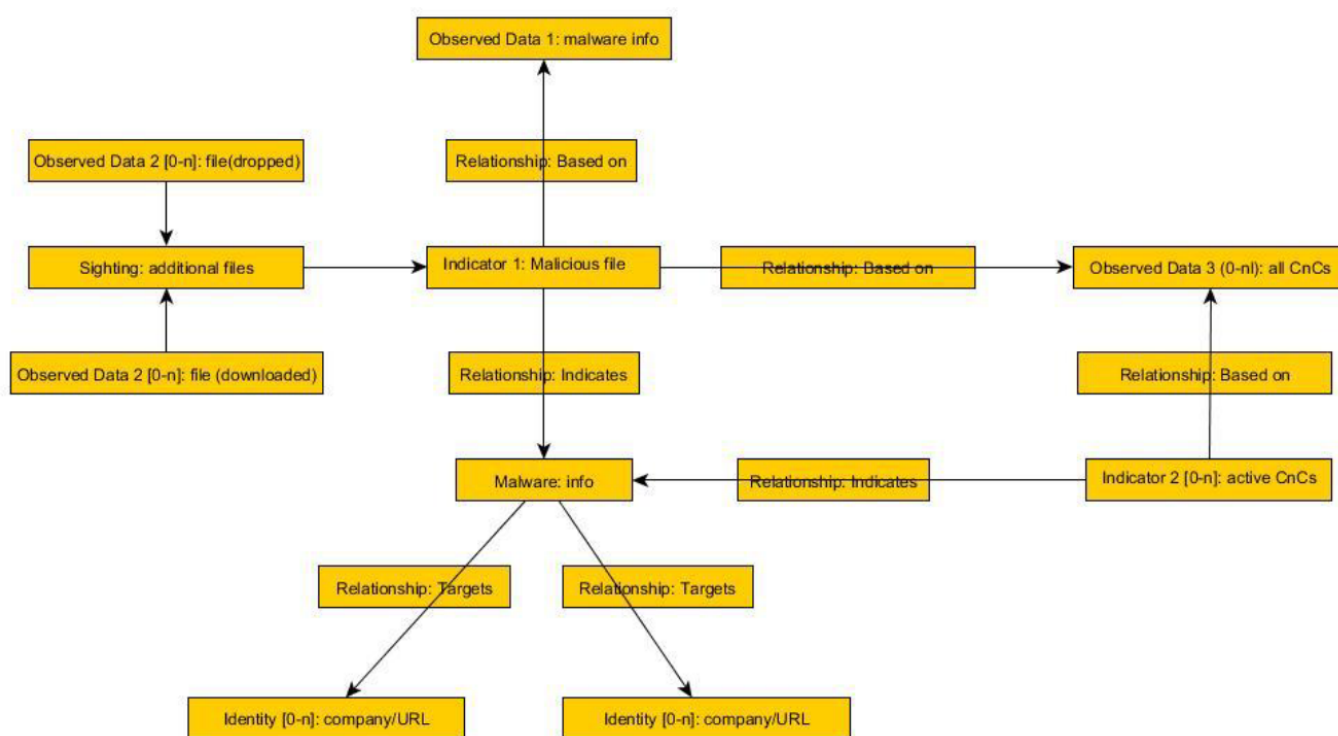 Observed Data 1: malware info
Observed Data 2 [0-n]: file(dropped)
Relationship: Based on
Sighting: additional files
Indicator 1: Malicious file
Relationship: Based on
Observed Data 3 (0-nl): all CnCs
Observed Data 2 [0-n]: file (downloaded)
Relationship: Indicates
Relationship: Based on
Malware: info
Relationship: Indicates
Indicator 2 [0-n]: active CnCs
Relationship: Targets
Relationship: Targets
Identity [0-n]: company/URL
Identity [0-n]: company/URL